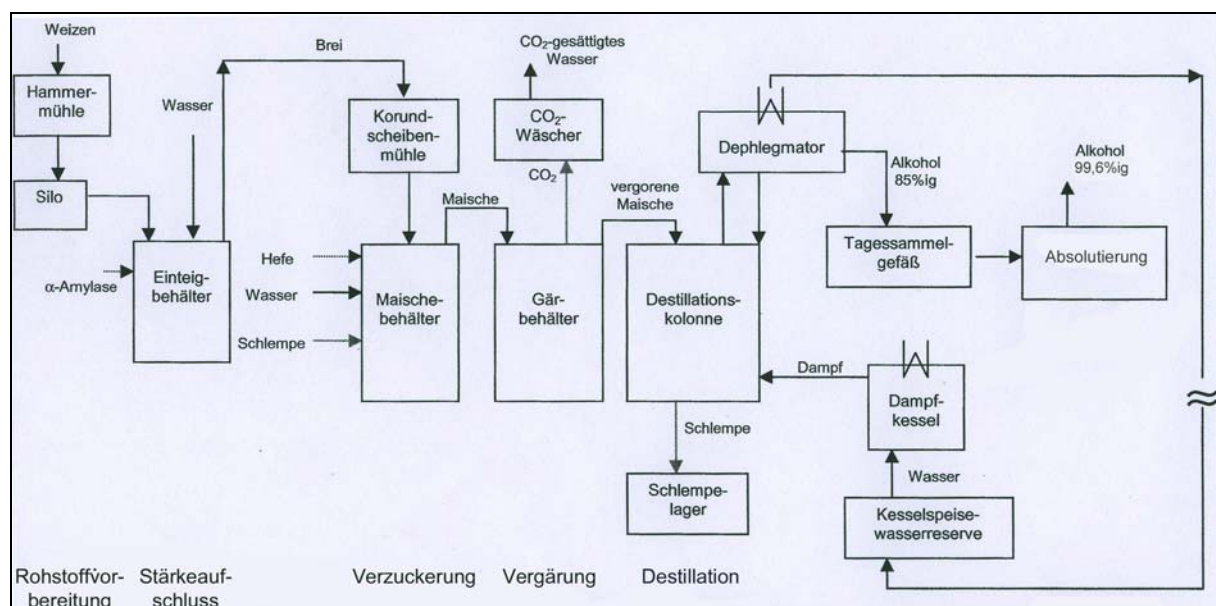 Weizen
Hammer-
mühle
Silo
Wasser
α-Amylase
Einteig-
behälter
Brei
Korund-
scheiben-
mühle
Hefe
Wasser
Schlempe
Maische-
behälter
Maische
CO₂-gesättigtes
Wasser
CO₂-
Wäscher
CO₂
Gär-
behälter
vergorene
Maische
Destillations-
kolonne
Schlempe
Schlempe-
lager
Dephlegmator
Alkohol
85%ig
Tagessammel-
gefäß
Alkohol
99,6%ig
Absolutierung
Dampf
Dampf-
kessel
Wasser
Kesselspeise-
wasserreserve
Rohstoffvor-
bereitung
Stärkeauf-
schluss
Verzuckerung
Vergärung
Destillation